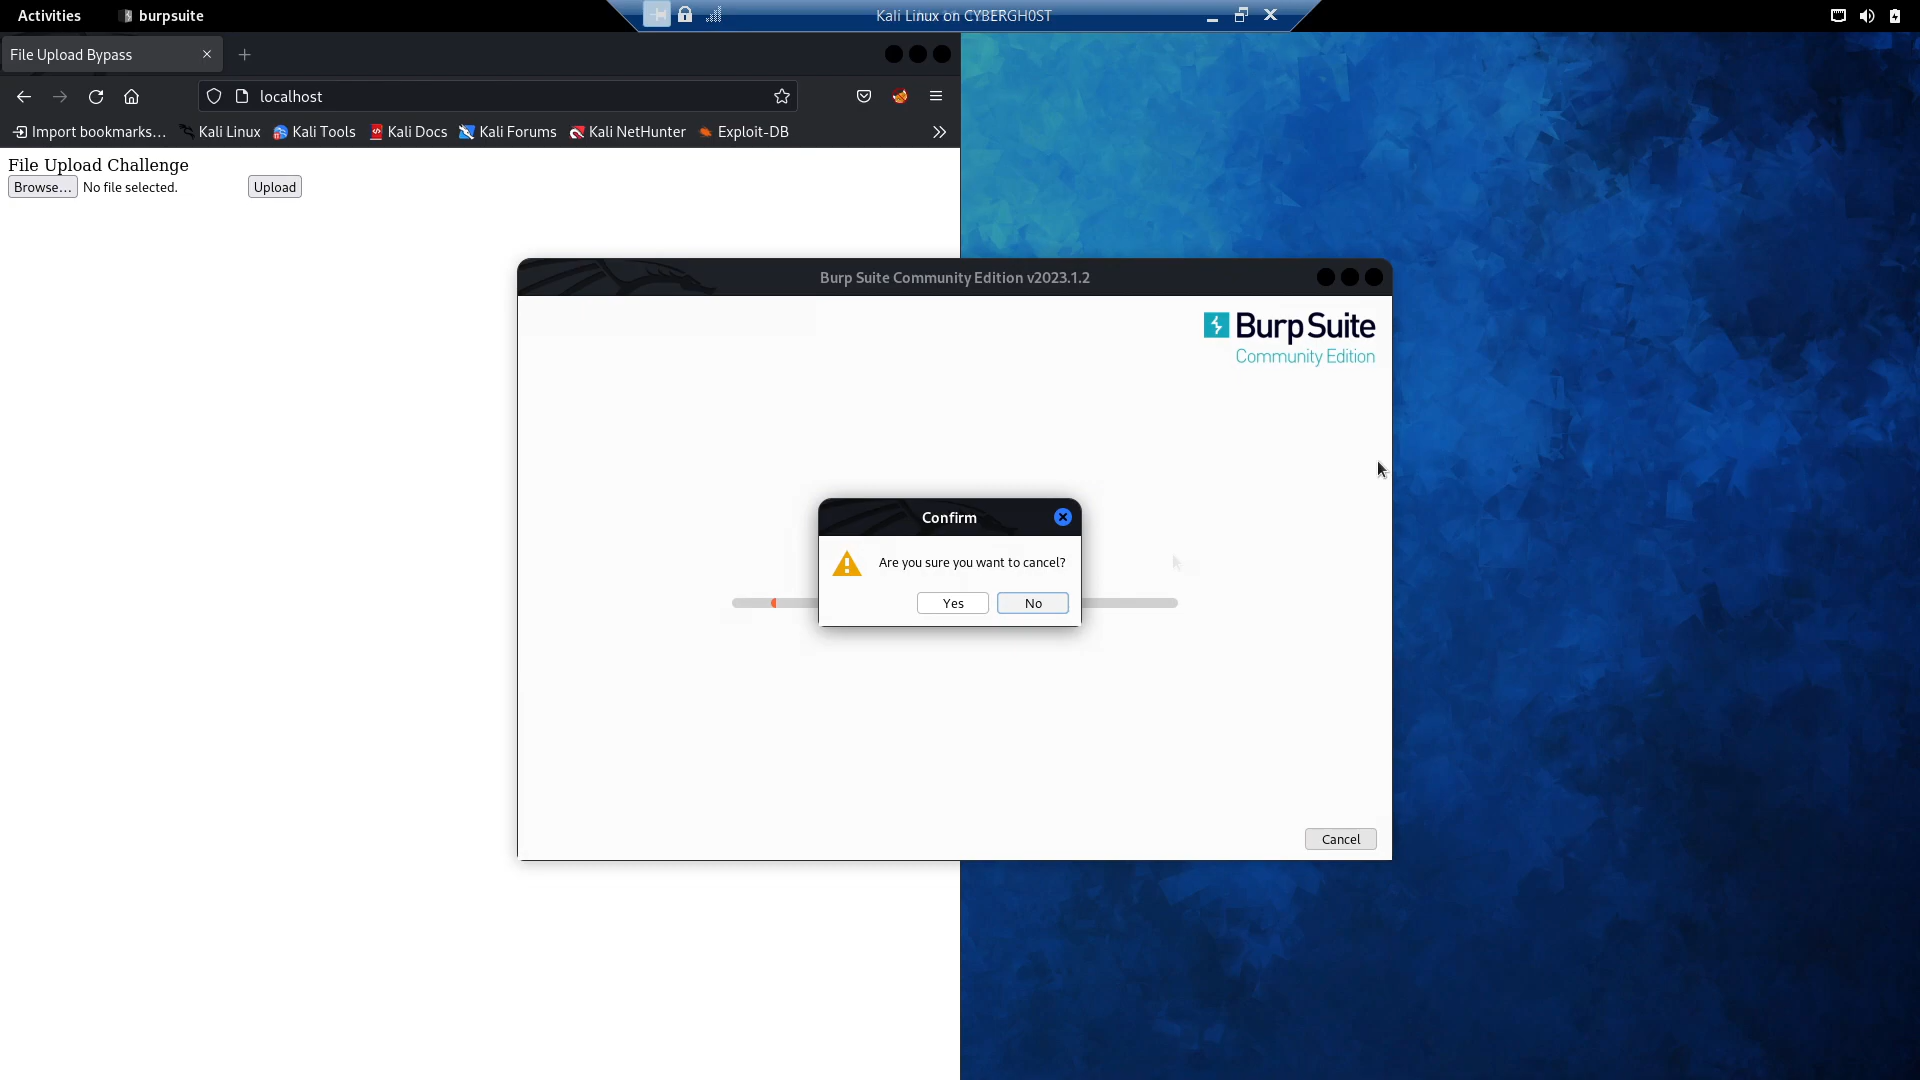 Activities burpsuite
Kali Linux on CYBERGH0ST
File Upload Bypass
localhost
Import bookmarks... Kali Linux Kali Tools Kali Docs Kali Forums Kali NetHunter Exploit-DB
File Upload Challenge
Browse... No file selected. Upload
Burp Suite Community Edition v2023.1.2
Burp Suite
Community Edition
Confirm
Are you sure you want to cancel?
Yes No
Cancel